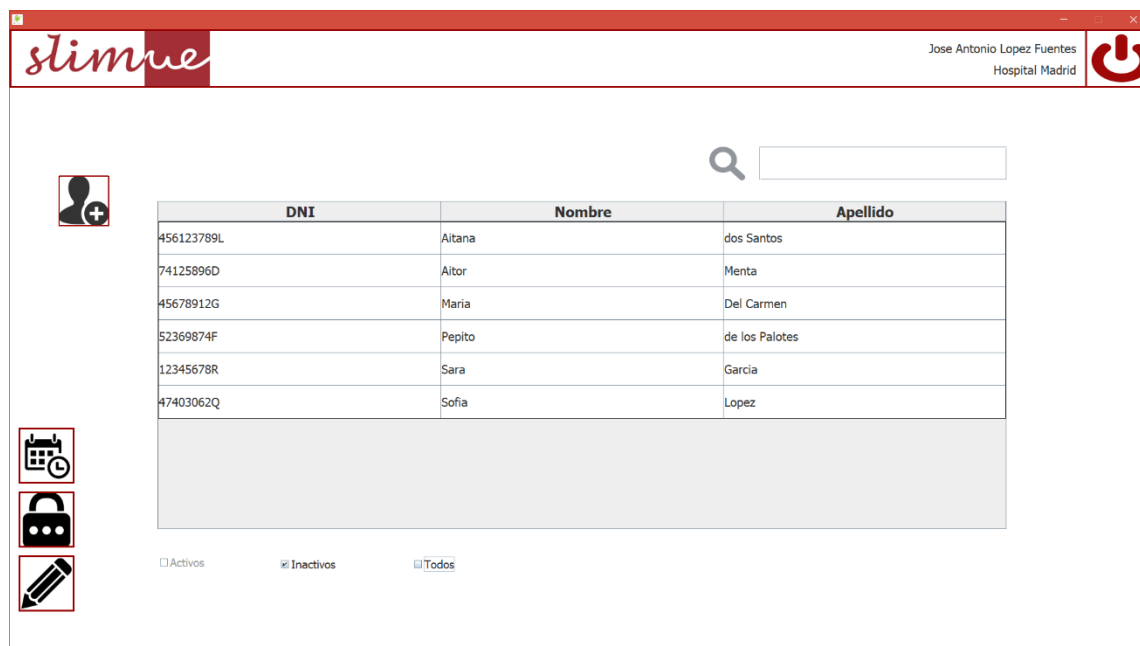 slimue
Jose Antonio Lopez Fuentes
Hospital Madrid
DNI Nombre Apellido
456123789L Aitana dos Santos
74125896D Aitor Menta
45678912G Maria Del Carmen
52369874F Pepito de los Palotes
12345678R Sara Garcia
47403062Q Sofia Lopez
Activos Inactivos Todos